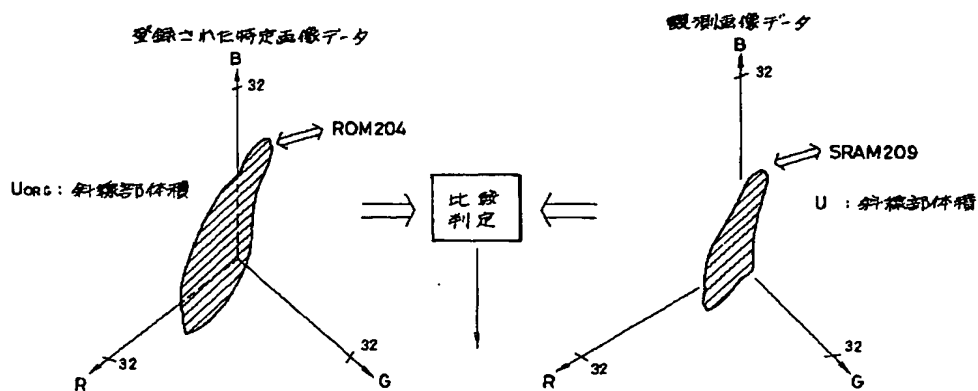 登録された特定画像データ
B
32
ROM204
UORG : 斜線部体積
R
32
32
G
比較
判定
観測画像データ
B
32
SRAM209
U : 斜線部体積
R
32
32
G